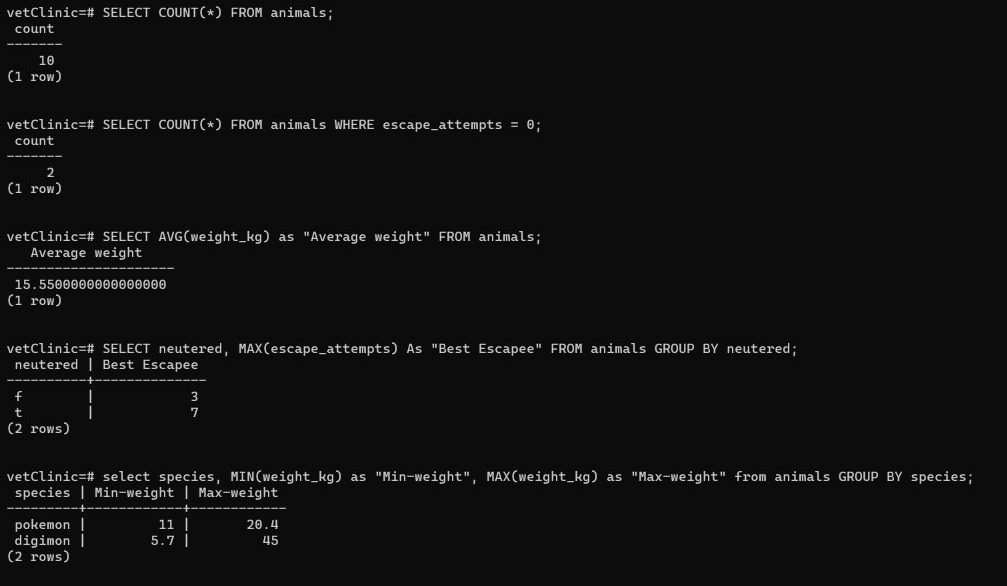 vetClinic=# SELECT COUNT(*) FROM animals;
 count
-------
    10
(1 row)

vetClinic=# SELECT COUNT(*) FROM animals WHERE escape_attempts = 0;
 count
-------
     2
(1 row)

vetClinic=# SELECT AVG(weight_kg) as "Average weight" FROM animals;
   Average weight
---------------------
 15.5500000000000000
(1 row)

vetClinic=# SELECT neutered, MAX(escape_attempts) As "Best Escapee" FROM animals GROUP BY neutered;
 neutered | Best Escapee
----------+--------------
 f        |            3
 t        |            7
(2 rows)

vetClinic=# select species, MIN(weight_kg) as "Min-weight", MAX(weight_kg) as "Max-weight" from animals GROUP BY species;
 species | Min-weight | Max-weight
---------+------------+------------
 pokemon |         11 |       20.4
 digimon |        5.7 |         45
(2 rows)